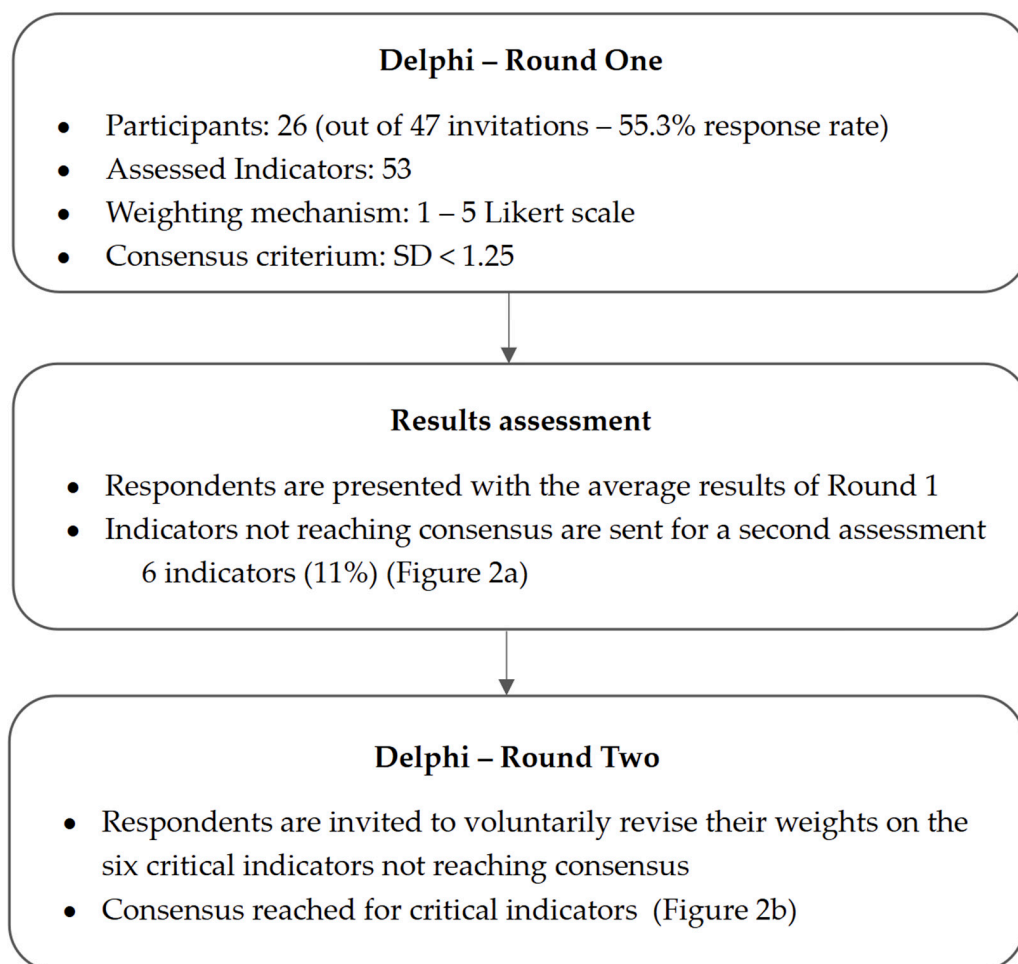 Delphi – Round One
• Participants: 26 (out of 47 invitations – 55.3% response rate)
• Assessed Indicators: 53
• Weighting mechanism: 1 – 5 Likert scale
• Consensus criterium: SD < 1.25
Results assessment
• Respondents are presented with the average results of Round 1
• Indicators not reaching consensus are sent for a second assessment
6 indicators (11%) (Figure 2a)
Delphi – Round Two
• Respondents are invited to voluntarily revise their weights on the
six critical indicators not reaching consensus
• Consensus reached for critical indicators (Figure 2b)